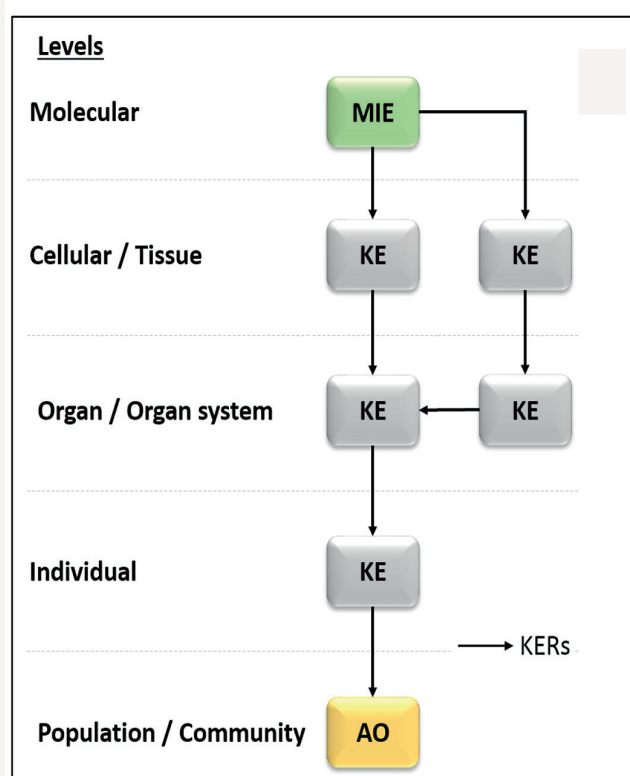 Levels
Molecular MIE
Cellular / Tissue KE KE
Organ / Organ system KE KE
Individual KE
KERs
Population / Community AO